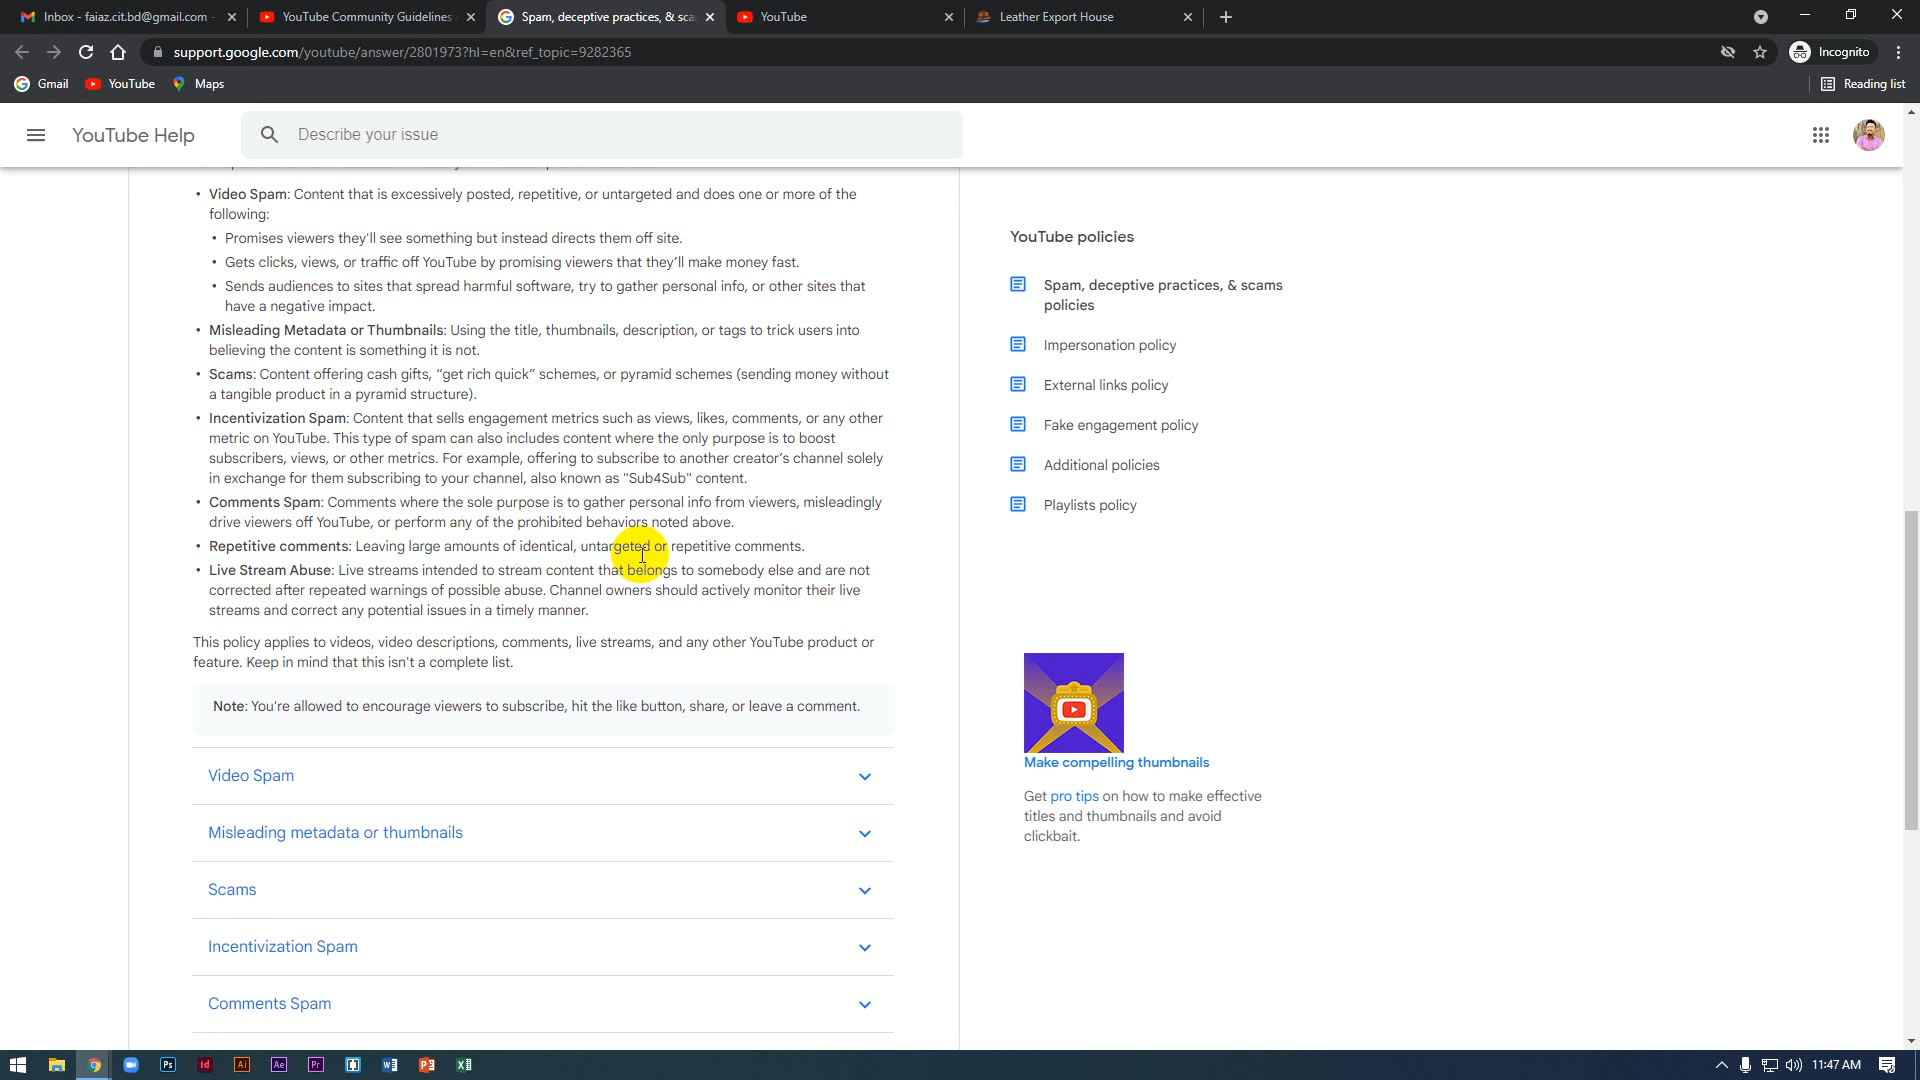 Inbox - faiaz.cit.bd@gmail.com -
YouTube Community Guidelines
Spam, deceptive practices, & sca
YouTube
Leather Export House
support.google.com/youtube/answer/2801973?hl=en&ref_topic=9282365
Incognito
Gmail
YouTube
Maps
Reading list
YouTube Help
Describe your issue
• Video Spam: Content that is excessively posted, repetitive, or untargeted and does one or more of the
following:
• Promises viewers they'll see something but instead directs them off site.
• Gets clicks, views, or traffic off YouTube by promising viewers that they’ll make money fast.
• Sends audiences to sites that spread harmful software, try to gather personal info, or other sites that
have a negative impact.
• Misleading Metadata or Thumbnails: Using the title, thumbnails, description, or tags to trick users into
believing the content is something it is not.
• Scams: Content offering cash gifts, “get rich quick” schemes, or pyramid schemes (sending money without
a tangible product in a pyramid structure).
• Incentivization Spam: Content that sells engagement metrics such as views, likes, comments, or any other
metric on YouTube. This type of spam can also includes content where the only purpose is to boost
subscribers, views, or other metrics. For example, offering to subscribe to another creator’s channel solely
in exchange for them subscribing to your channel, also known as "Sub4Sub" content.
• Comments Spam: Comments where the sole purpose is to gather personal info from viewers, misleadingly
drive viewers off YouTube, or perform any of the prohibited behaviors noted above.
• Repetitive comments: Leaving large amounts of identical, untargeted or repetitive comments.
• Live Stream Abuse: Live streams intended to stream content that belongs to somebody else and are not
corrected after repeated warnings of possible abuse. Channel owners should actively monitor their live
streams and correct any potential issues in a timely manner.
This policy applies to videos, video descriptions, comments, live streams, and any other YouTube product or
feature. Keep in mind that this isn't a complete list.
Note: You're allowed to encourage viewers to subscribe, hit the like button, share, or leave a comment.
Video Spam
Misleading metadata or thumbnails
Scams
Incentivization Spam
Comments Spam
YouTube policies
Spam, deceptive practices, & scams
policies
Impersonation policy
External links policy
Fake engagement policy
Additional policies
Playlists policy
Make compelling thumbnails
Get pro tips on how to make effective
titles and thumbnails and avoid
clickbait.
Ps
Id
Ai
Ae
Pr
11:47 AM